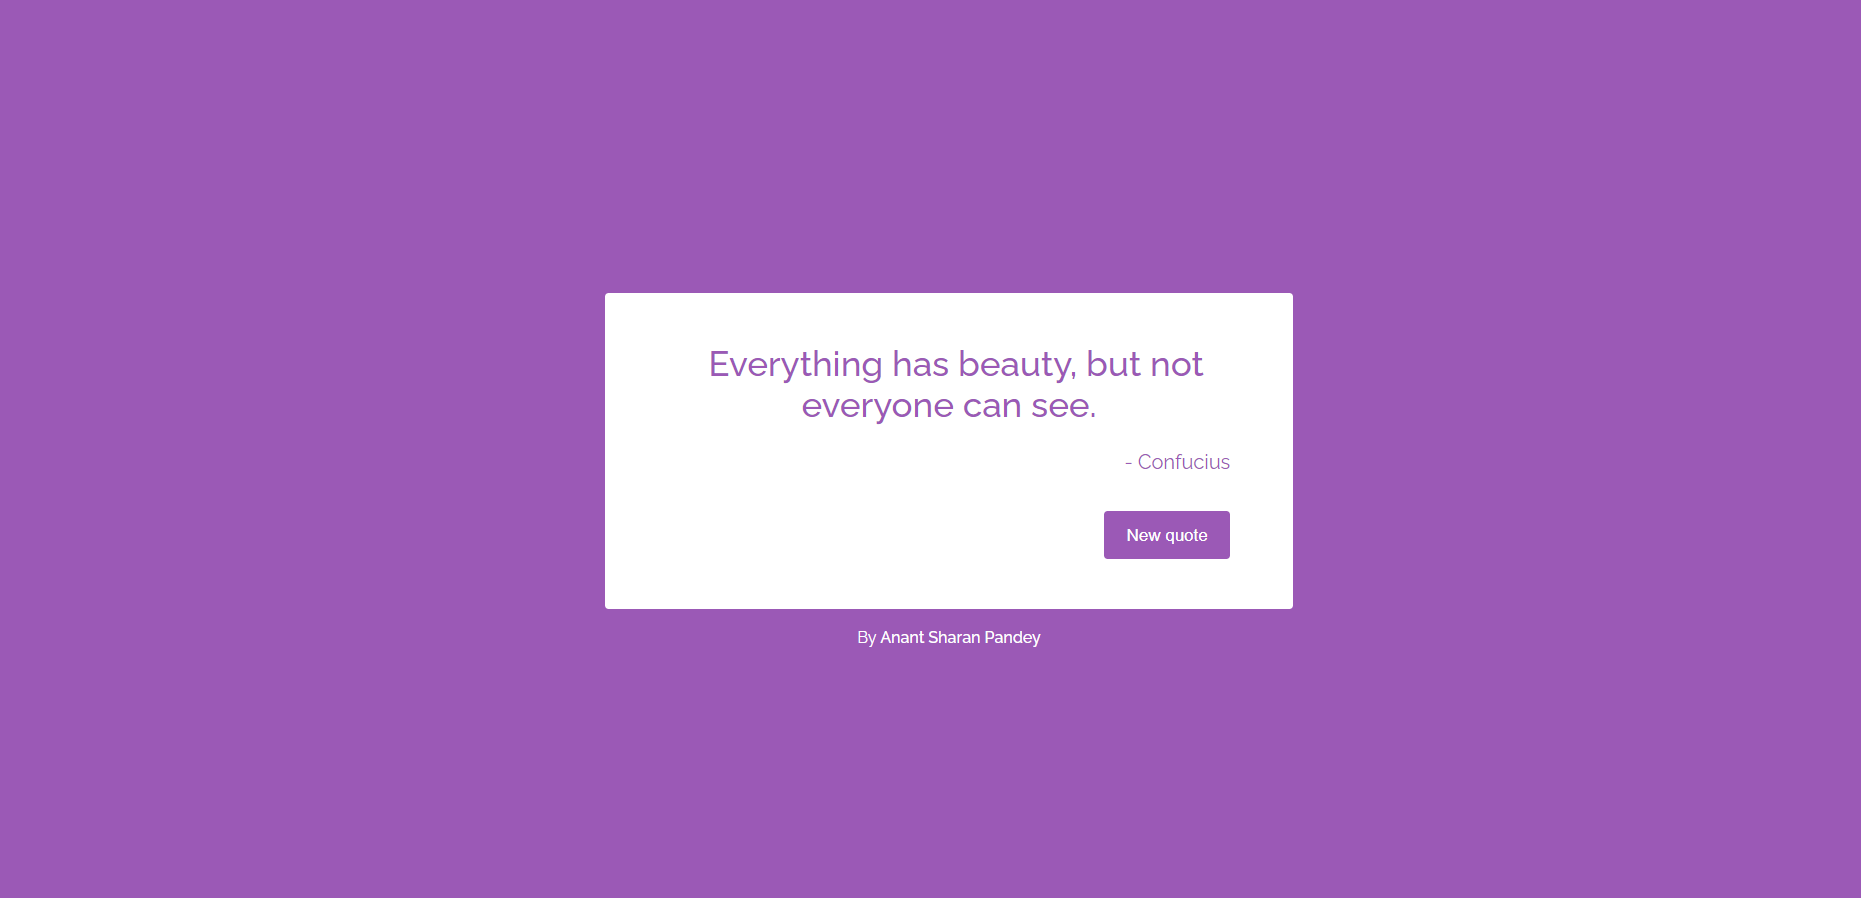 Everything has beauty, but not
everyone can see.
- Confucius
New quote
By Anant Sharan Pandey